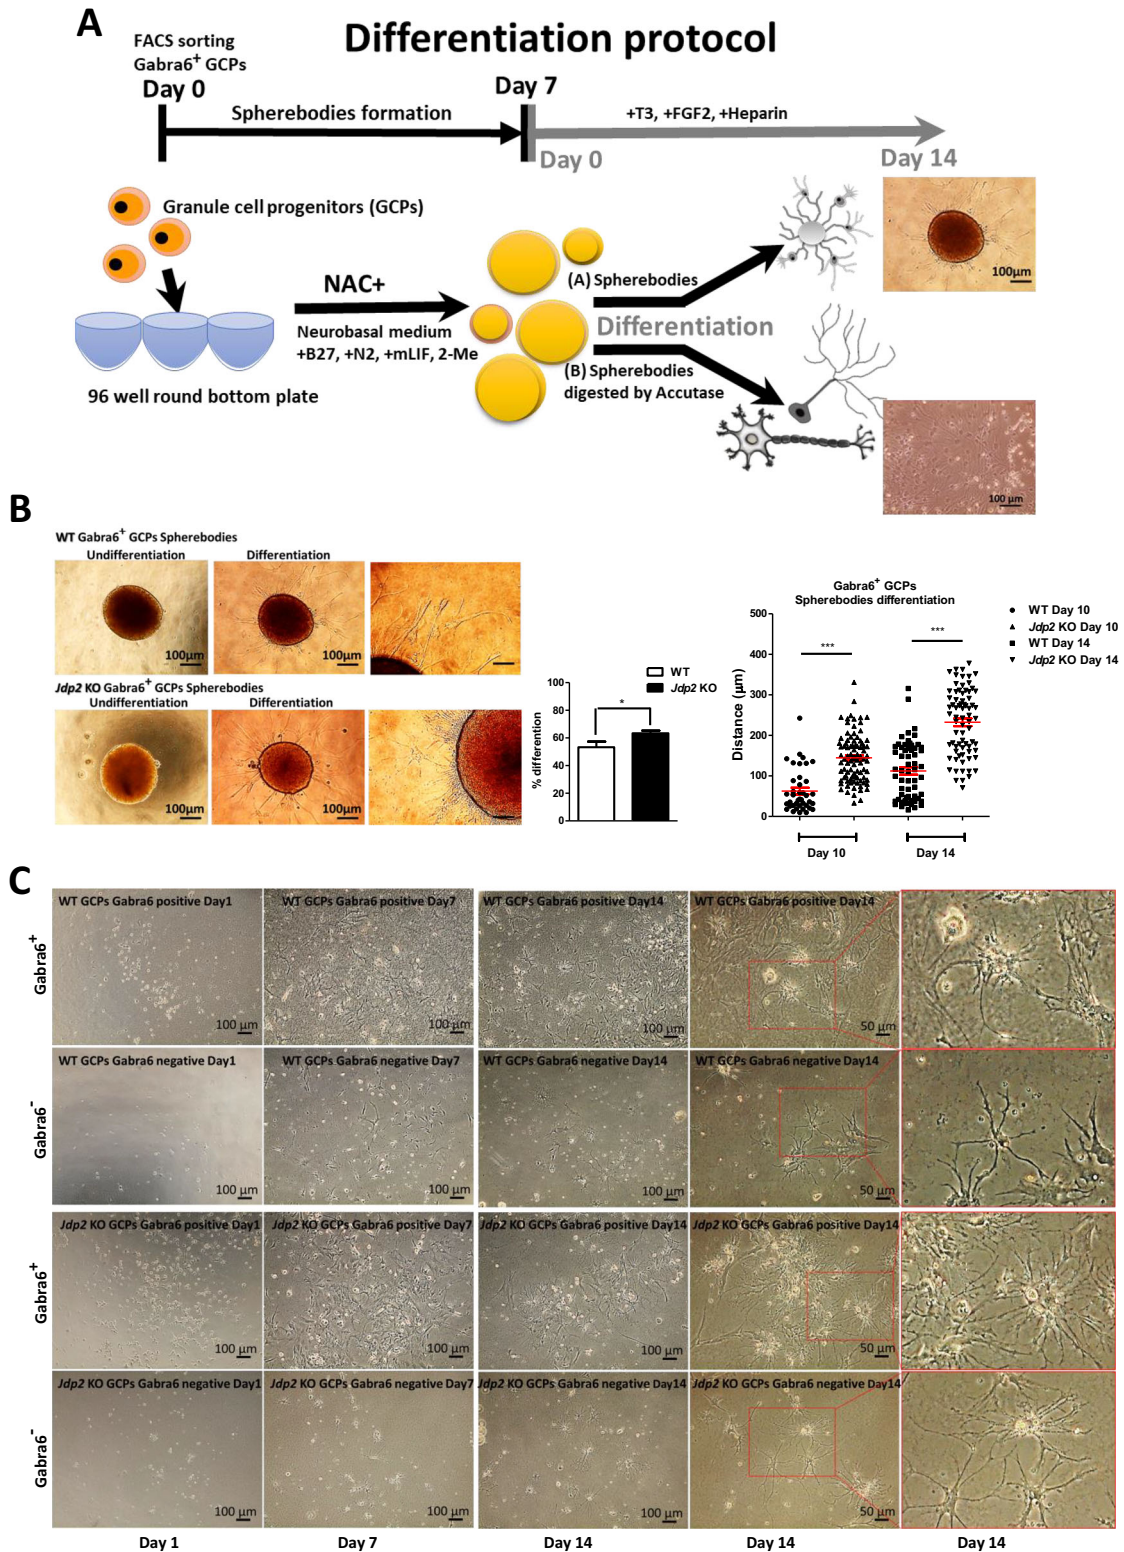 A
Differentiation protocol
FACS sorting
Gabra6+ GCPs
Day 0
Day 7
Spherebodies formation
+T3, +FGF2, +Heparin
Day 0
Day 14
Granule cell progenitors (GCPs)
100μm
NAC+
(A) Spherebodies
Neurobasal medium
+B27, +N2, +mLIF, 2-Me
Differentiation
(B) Spherebodies
digested by Accutase
96 well round bottom plate
100 μm
B
WT Gabra6+ GCPs Spherebodies
Undifferentiation
Differentiation
100μm
100μm
Jdp2 KO Gabra6+ GCPs Spherebodies
Undifferentiation
Differentiation
100μm
100μm
WT
Jdp2 KO
% differention
100
80
60
40
20
0
*
Gabra6+ GCPs
Spherebodies differentiation
Distance (μm)
500
400
300
200
100
0
***
***
WT Day 10
Jdp2 KO Day 10
WT Day 14
Jdp2 KO Day 14
Day 10
Day 14
C
Gabra6+
WT GCPs Gabra6 positive Day1
100 μm
WT GCPs Gabra6 positive Day7
100 μm
WT GCPs Gabra6 positive Day14
100 μm
WT GCPs Gabra6 positive Day14
50 μm
Gabra6-
WT GCPs Gabra6 negative Day1
100 μm
WT GCPs Gabra6 negative Day7
100 μm
WT GCPs Gabra6 negative Day14
100 μm
WT GCPs Gabra6 negative Day14
50 μm
Gabra6+
Jdp2 KO GCPs Gabra6 positive Day1
100 μm
Jdp2 KO GCPs Gabra6 positive Day7
100 μm
Jdp2 KO GCPs Gabra6 positive Day14
100 μm
Jdp2 KO GCPs Gabra6 positive Day14
50 μm
Gabra6-
Jdp2 KO GCPs Gabra6 negative Day1
100 μm
Jdp2 KO GCPs Gabra6 negative Day7
100 μm
Jdp2 KO GCPs Gabra6 negative Day14
100 μm
Jdp2 KO GCPs Gabra6 negative Day14
50 μm
Day 1
Day 7
Day 14
Day 14
Day 14